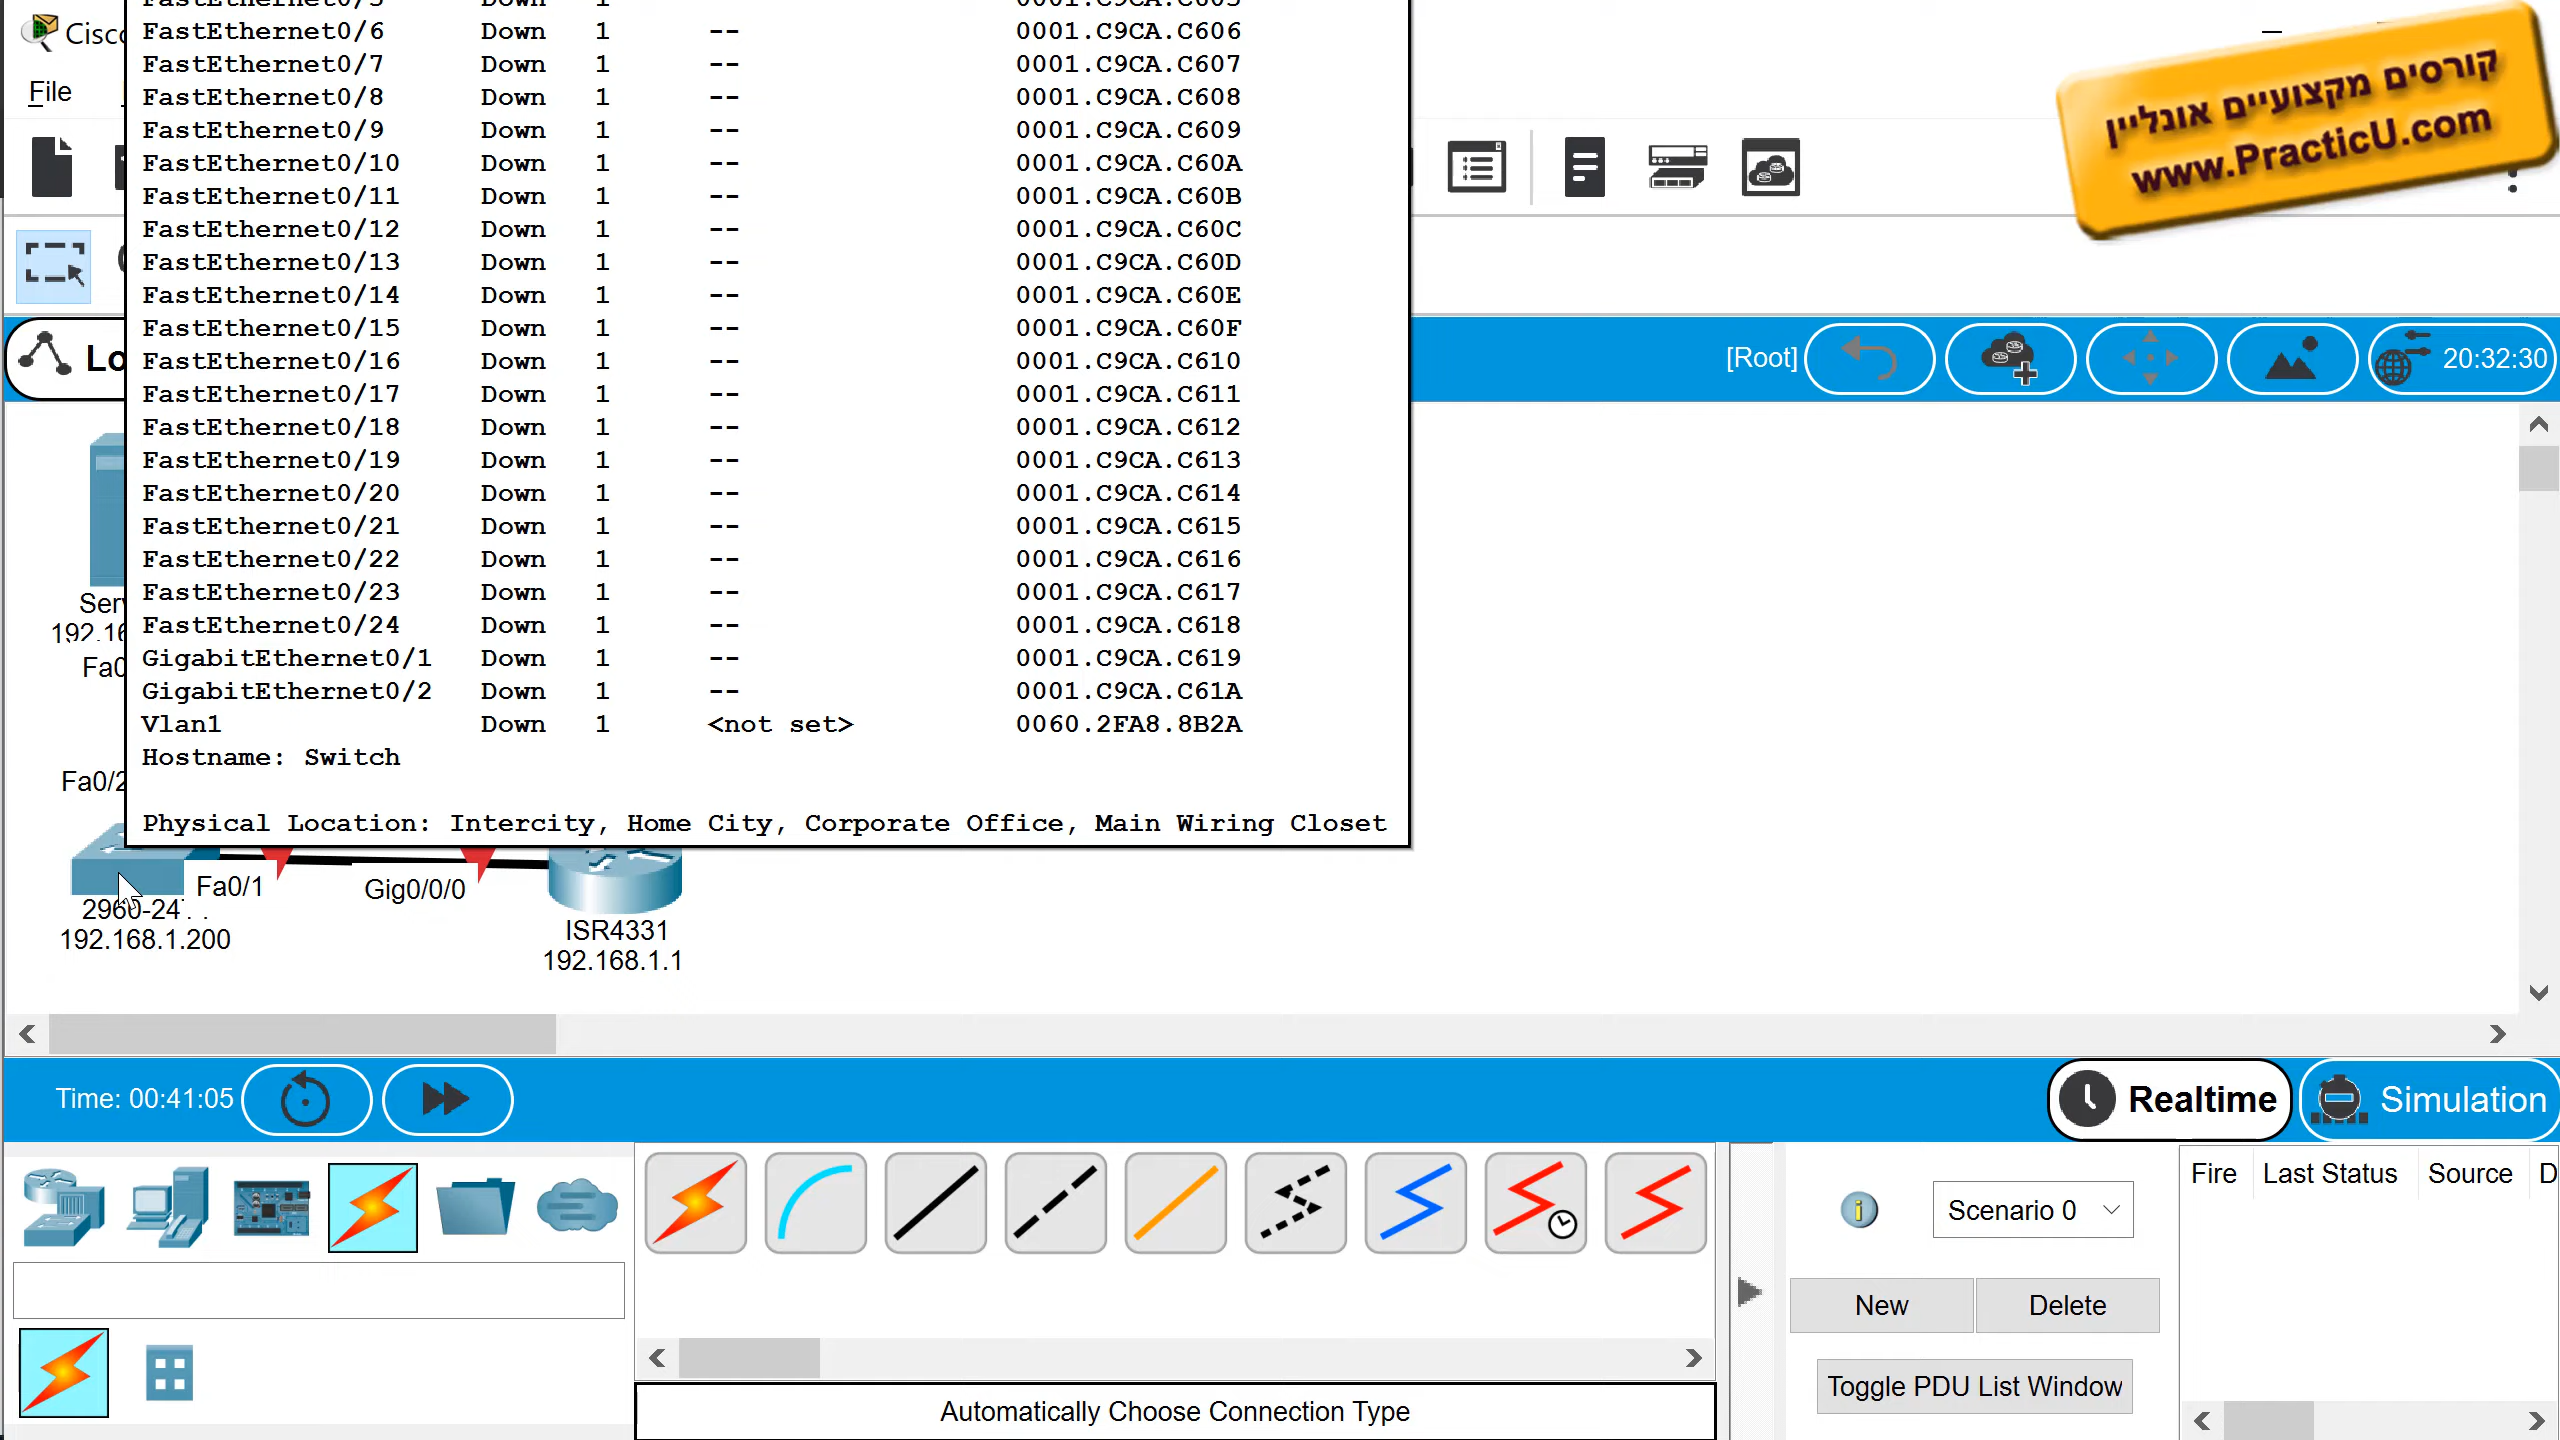 FastEthernet0/6 Down 1 -- 0001.C9CA.C606
Cisc
FastEthernet0/7 Down 1 -- 0001.C9CA.C607
File
FastEthernet0/8 Down 1 -- 0001.C9CA.C608
FastEthernet0/9 Down 1 -- 0001.C9CA.C609
FastEthernet0/10 Down 1 -- 0001.C9CA.C60A
FastEthernet0/11 Down 1 -- 0001.C9CA.C60B
FastEthernet0/12 Down 1 -- 0001.C9CA.C60C
FastEthernet0/13 Down 1 -- 0001.C9CA.C60D
FastEthernet0/14 Down 1 -- 0001.C9CA.C60E
FastEthernet0/15 Down 1 -- 0001.C9CA.C60F
FastEthernet0/16 Down 1 -- 0001.C9CA.C610
FastEthernet0/17 Down 1 -- 0001.C9CA.C611
FastEthernet0/18 Down 1 -- 0001.C9CA.C612
FastEthernet0/19 Down 1 -- 0001.C9CA.C613
FastEthernet0/20 Down 1 -- 0001.C9CA.C614
FastEthernet0/21 Down 1 -- 0001.C9CA.C615
FastEthernet0/22 Down 1 -- 0001.C9CA.C616
FastEthernet0/23 Down 1 -- 0001.C9CA.C617
FastEthernet0/24 Down 1 -- 0001.C9CA.C618
GigabitEthernet0/1 Down 1 -- 0001.C9CA.C619
GigabitEthernet0/2 Down 1 -- 0001.C9CA.C61A
Vlan1 Down 1 <not set> 0060.2FA8.8B2A
Hostname: Switch
Physical Location: Intercity, Home City, Corporate Office, Main Wiring Closet
קורסים מקצועיים אונליין
www.PracticU.com
Lo
[Root]
20:32:30
Ser
192.16
Fa0
Fa0/2
Fa0/1
Gig0/0/0
192.168.1.200
ISR4331
192.168.1.1
Time: 00:41:05
Realtime
Simulation
Fire Last Status Source D
Scenario 0
New
Delete
Toggle PDU List Window
Automatically Choose Connection Type